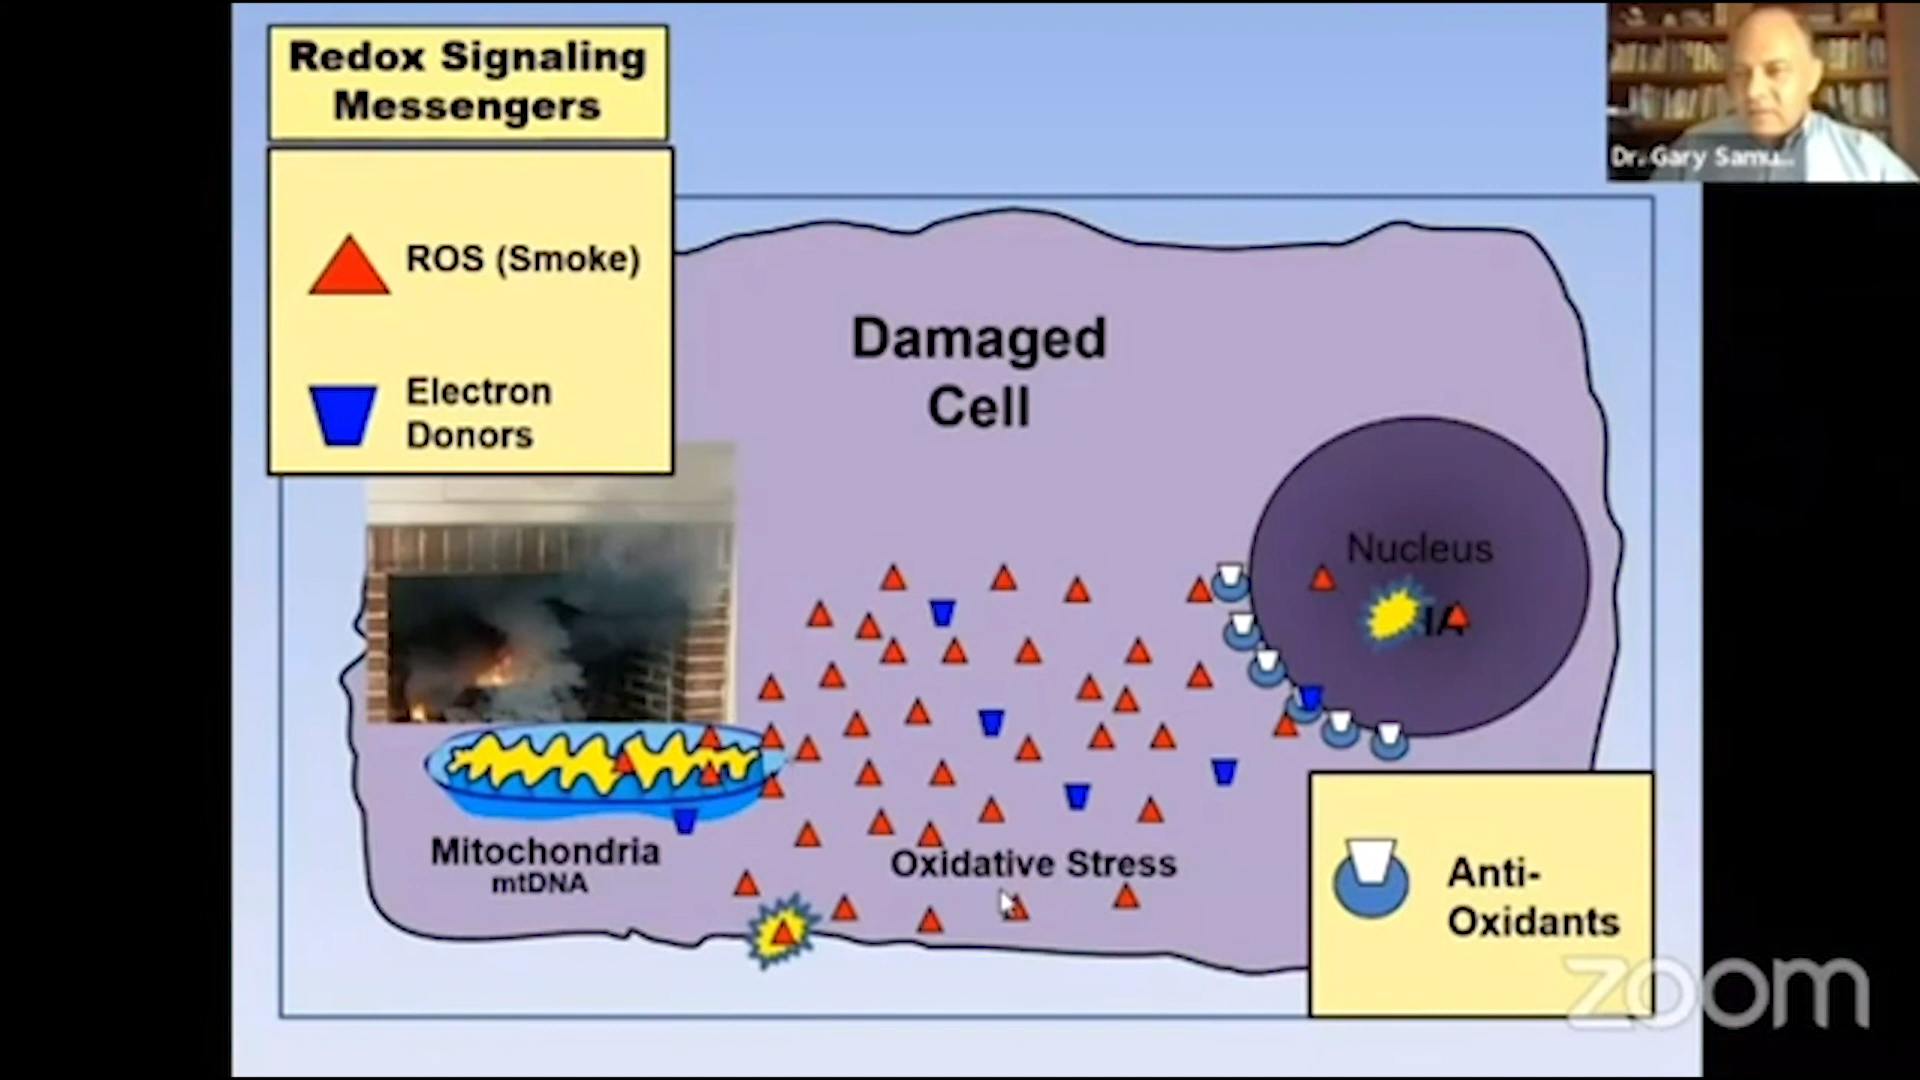 Redox Signaling
Messengers
Dr. Gary Samu...
ROS (Smoke)
Electron
Donors
Damaged
Cell
Nucleus
Mitochondria
mtDNA
Oxidative Stress
Anti-
Oxidants
zoom